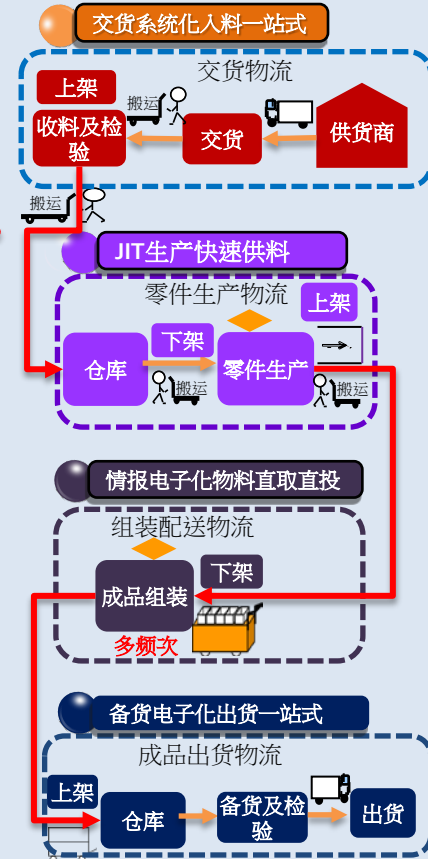 交货系统化入料一站式
交货物流
上架
搬运
收料及检
验
交货
供货商
搬运
JIT生产快速供料
零件生产物流
上架
下架
仓库
零件生产
搬运
搬运
情报电子化物料直取直投
组装配送物流
下架
成品组装
多频次
备货电子化出货一站式
成品出货物流
上架
仓库
备货及检
验
出货